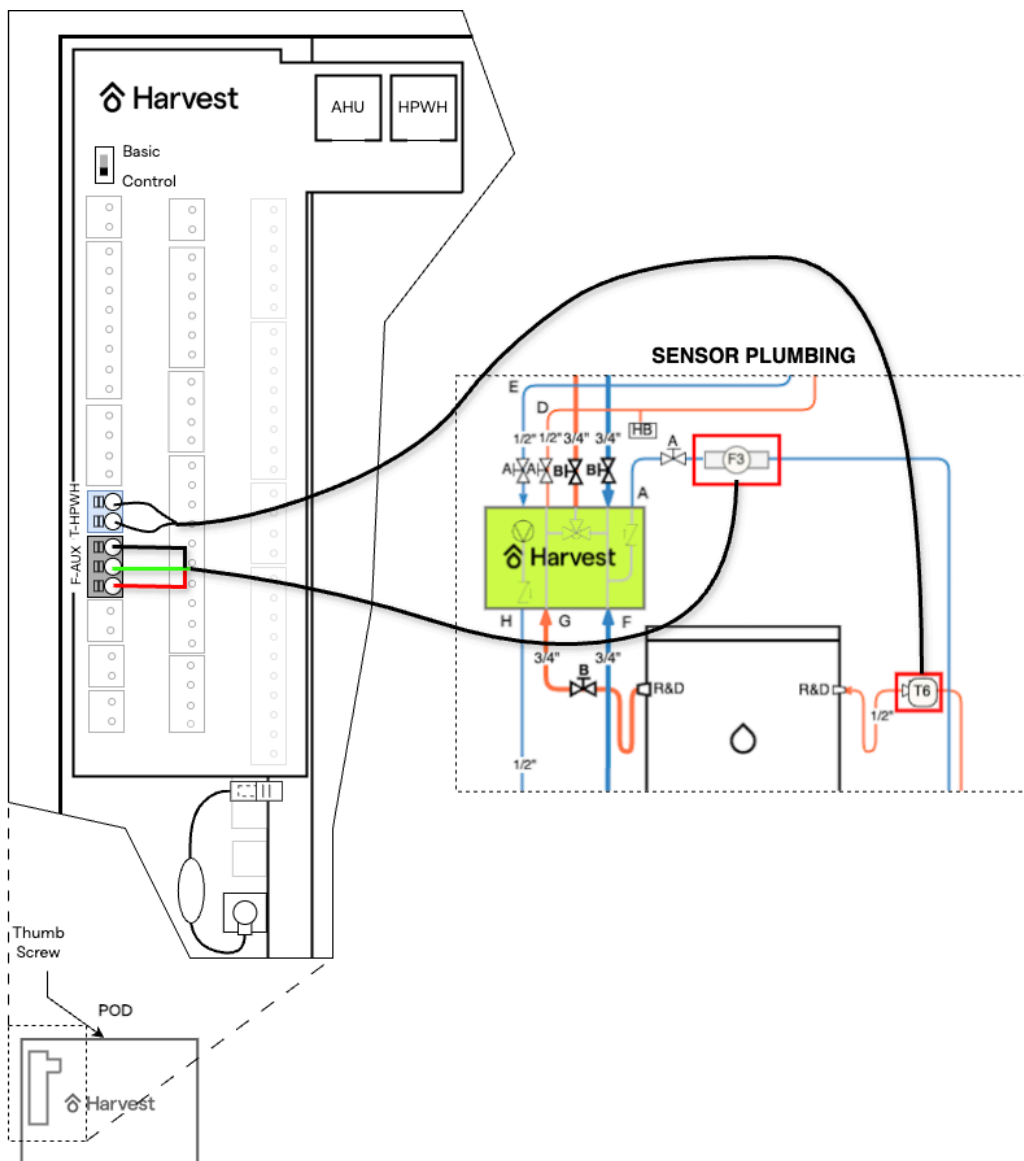 Harvest
AHU
HPWH
Basic
Control
T-HPWH
F-AUX
SENSOR PLUMBING
E
D
HB
1/2" 1/2" 3/4" 3/4"
A
F3
A A B B
A
Harvest
H G F
3/4" 3/4"
B
R&D
R&D
T6
1/2"
1/2"
Thumb
Screw
POD
Harvest